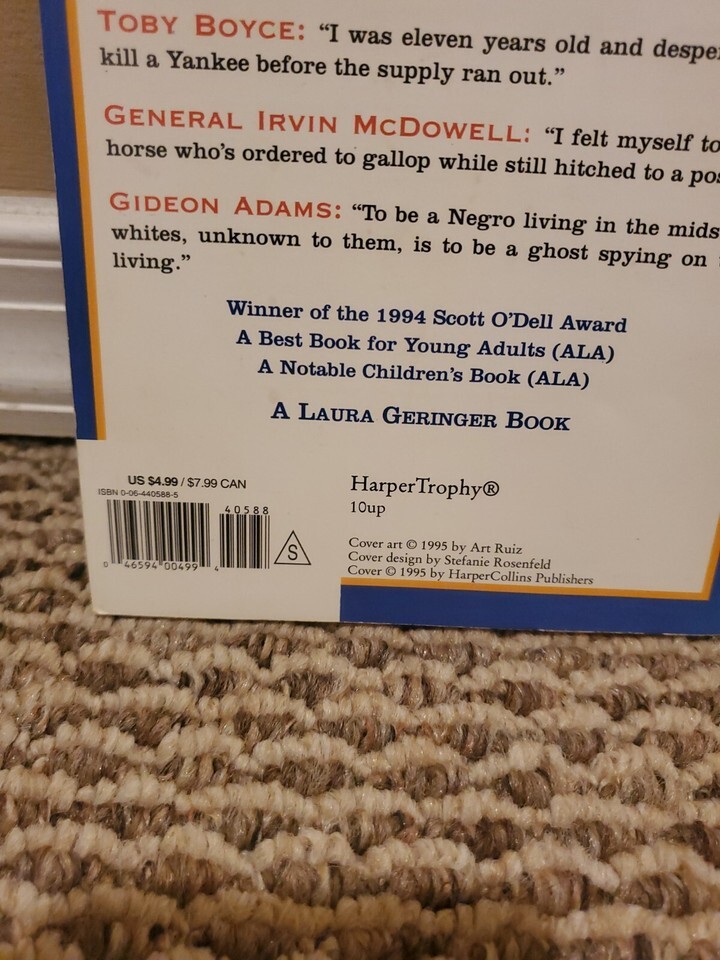 TOBY BOYCE: “I was eleven years old and
kill a Yankee before the supply ran out.”
GENERAL IRVIN MCDOWELL: “I felt myself
horse who's ordered to gallop while still hitched to a
GIDEON ADAMS: “To be a Negro living in the
whites, unknown to them, is to be a ghost spying on
living.”
Winner of the 1994 Scott O'Dell Award
A Best Book for Young Adults (ALA)
A Notable Children's Book (ALA)
A LAURA GERINGER BOOK
US $4.99 / $7.99 CAN
ISBN 0-06-440588-5
40588
0 46594 00499 4
S
HarperTrophy®
10up
Cover art © 1995 by Art Ruiz
Cover design by Stefanie Rosenfeld
Cover © 1995 by HarperCollins Publishers